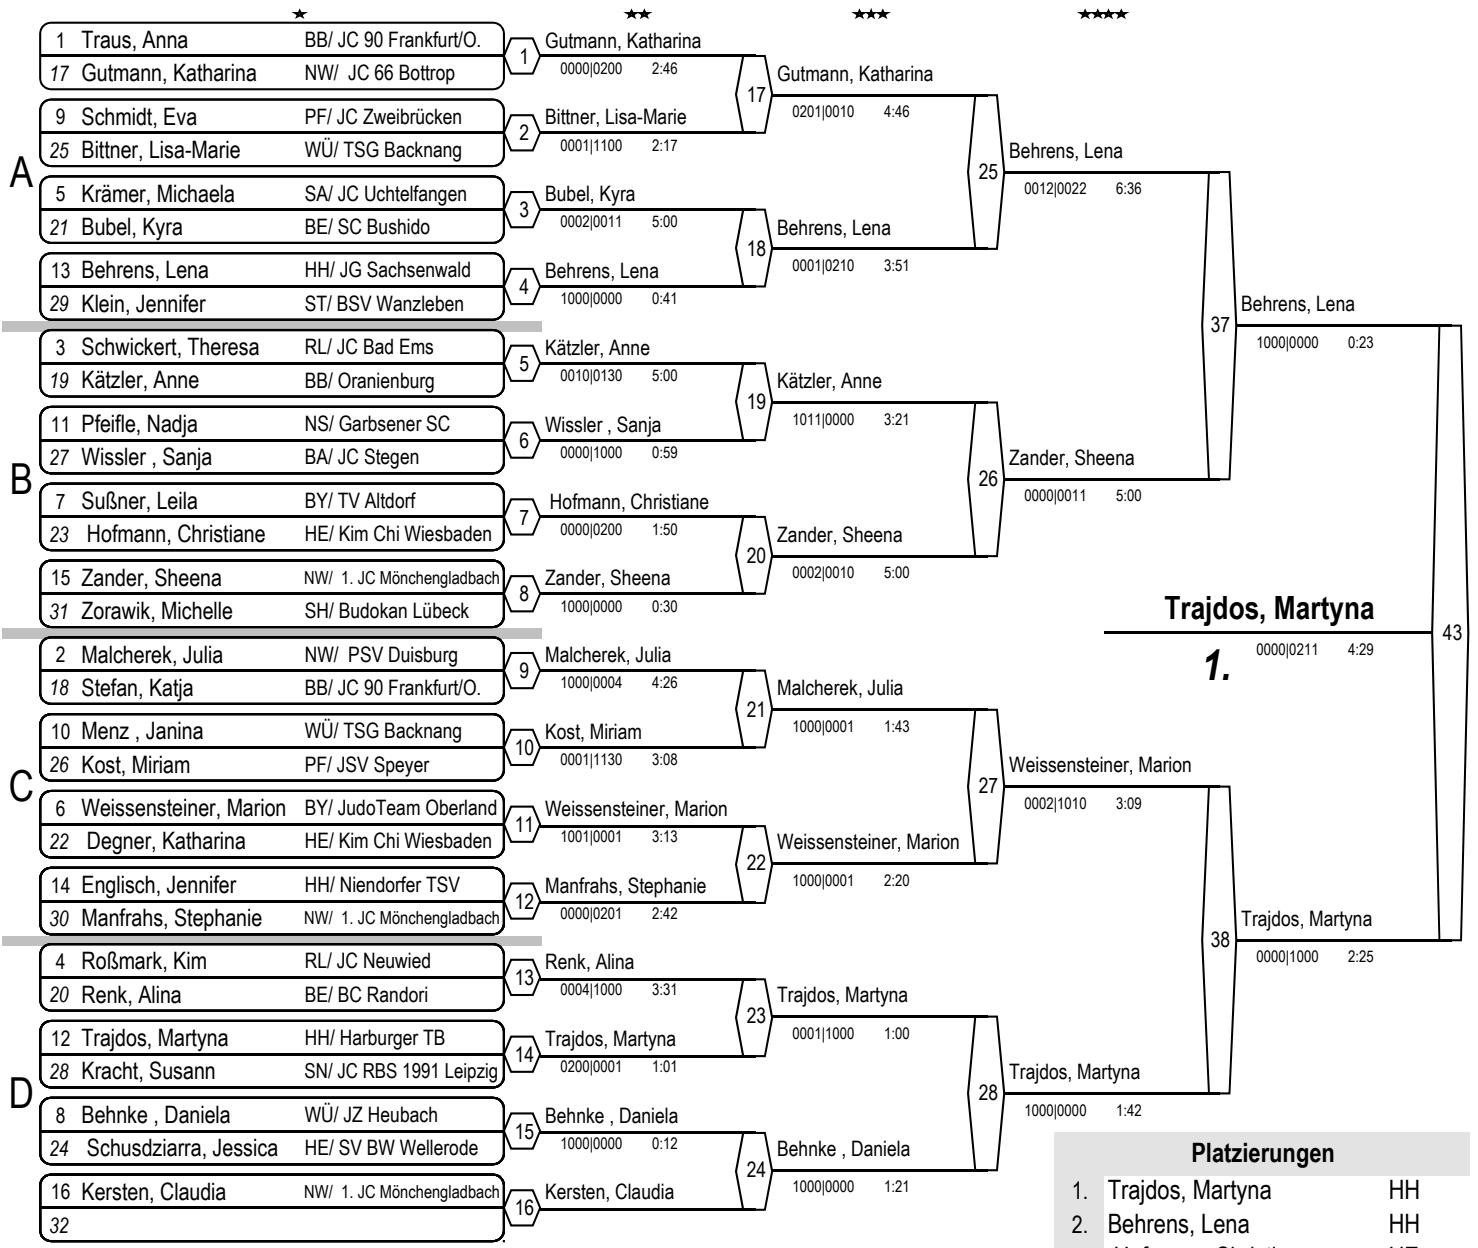 ★ ★★ ★★★ ★★★★
1 Traus, Anna BB/ JC 90 Frankfurt/O.
17 Gutmann, Katharina NW/ JC 66 Bottrop
9 Schmidt, Eva PF/ JC Zweibrücken
25 Bittner, Lisa-Marie WÜ/ TSG Backnang
A
5 Krämer, Michaela SA/ JC Uchtelfangen
21 Bubel, Kyra BE/ SC Bushido
13 Behrens, Lena HH/ JG Sachsenwald
29 Klein, Jennifer ST/ BSV Wanzleben
3 Schwickert, Theresa RL/ JC Bad Ems
19 Kätzler, Anne BB/ Oranienburg
11 Pfeifle, Nadja NS/ Garbsener SC
27 Wissler , Sanja BA/ JC Stegen
B
7 Sußner, Leila BY/ TV Altdorf
23 Hofmann, Christiane HE/ Kim Chi Wiesbaden
15 Zander, Sheena NW/ 1. JC Mönchengladbach
31 Zorawik, Michelle SH/ Budokan Lübeck
2 Malcherek, Julia NW/ PSV Duisburg
18 Stefan, Katja BB/ JC 90 Frankfurt/O.
10 Menz , Janina WÜ/ TSG Backnang
26 Kost, Miriam PF/ JSV Speyer
C
6 Weissensteiner, Marion BY/ JudoTeam Oberland
22 Degner, Katharina HE/ Kim Chi Wiesbaden
14 Englisch, Jennifer HH/ Niendorfer TSV
30 Manfrahs, Stephanie NW/ 1. JC Mönchengladbach
4 Roßmark, Kim RL/ JC Neuwied
20 Renk, Alina BE/ BC Randori
12 Trajdos, Martyna HH/ Harburger TB
28 Kracht, Susann SN/ JC RBS 1991 Leipzig
D
8 Behnke , Daniela WÜ/ JZ Heubach
24 Schusdziarra, Jessica HE/ SV BW Wellerode
16 Kersten, Claudia NW/ 1. JC Mönchengladbach
32
1 Gutmann, Katharina
0000|0200 2:46
2 Bittner, Lisa-Marie
0001|1100 2:17
3 Bubel, Kyra
0002|0011 5:00
4 Behrens, Lena
1000|0000 0:41
5 Kätzler, Anne
0010|0130 5:00
6 Wissler , Sanja
0000|1000 0:59
7 Hofmann, Christiane
0000|0200 1:50
8 Zander, Sheena
1000|0000 0:30
9 Malcherek, Julia
1000|0004 4:26
10 Kost, Miriam
0001|1130 3:08
11 Weissensteiner, Marion
1001|0001 3:13
12 Manfrahs, Stephanie
0000|0201 2:42
13 Renk, Alina
0004|1000 3:31
14 Trajdos, Martyna
0200|0001 1:01
15 Behnke , Daniela
1000|0000 0:12
16 Kersten, Claudia
17 Gutmann, Katharina
0201|0010 4:46
18 Behrens, Lena
0001|0210 3:51
19 Kätzler, Anne
1011|0000 3:21
20 Zander, Sheena
0002|0010 5:00
21 Malcherek, Julia
1000|0001 1:43
22 Weissensteiner, Marion
1000|0001 2:20
23 Trajdos, Martyna
0001|1000 1:00
24 Behnke , Daniela
1000|0000 1:21
25 Behrens, Lena
0012|0022 6:36
26 Zander, Sheena
0000|0011 5:00
27 Weissensteiner, Marion
0002|1010 3:09
28 Trajdos, Martyna
1000|0000 1:42
37 Behrens, Lena
1000|0000 0:23
38 Trajdos, Martyna
0000|1000 2:25
Trajdos, Martyna 43
1. 0000|0211 4:29
Platzierungen
1. Trajdos, Martyna HH
2. Behrens, Lena HH